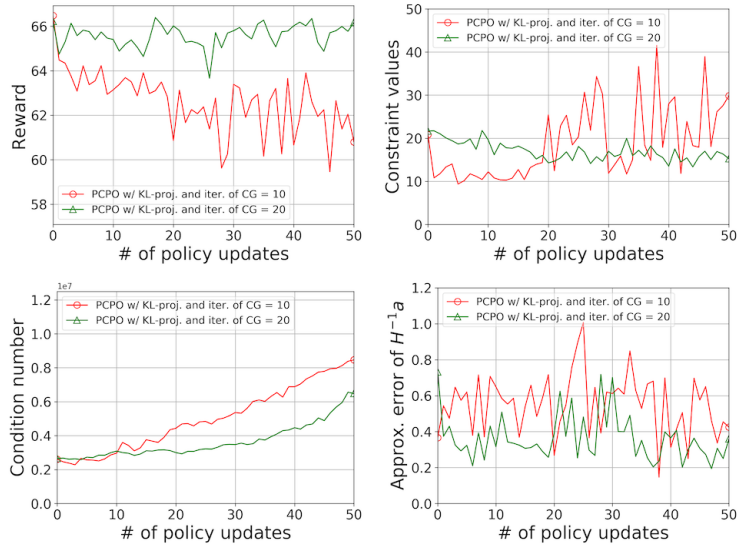 66
64
62
60
58
Reward
PCPO w/ KL-proj. and iter. of CG = 10
PCPO w/ KL-proj. and iter. of CG = 20
0 10 20 30 40 50
# of policy updates
50
40
30
20
10
0
Constraint values
PCPO w/ KL-proj. and iter. of CG = 10
PCPO w/ KL-proj. and iter. of CG = 20
0 10 20 30 40 50
# of policy updates
1e7
1.2
1.0
0.8
0.6
0.4
0.2
0.0
Condition number
PCPO w/ KL-proj. and iter. of CG = 10
PCPO w/ KL-proj. and iter. of CG = 20
0 10 20 30 40 50
# of policy updates
1.2
1.0
0.8
0.6
0.4
0.2
0.0
Approx. error of H⁻¹a
PCPO w/ KL-proj. and iter. of CG = 10
PCPO w/ KL-proj. and iter. of CG = 20
0 10 20 30 40 50
# of policy updates